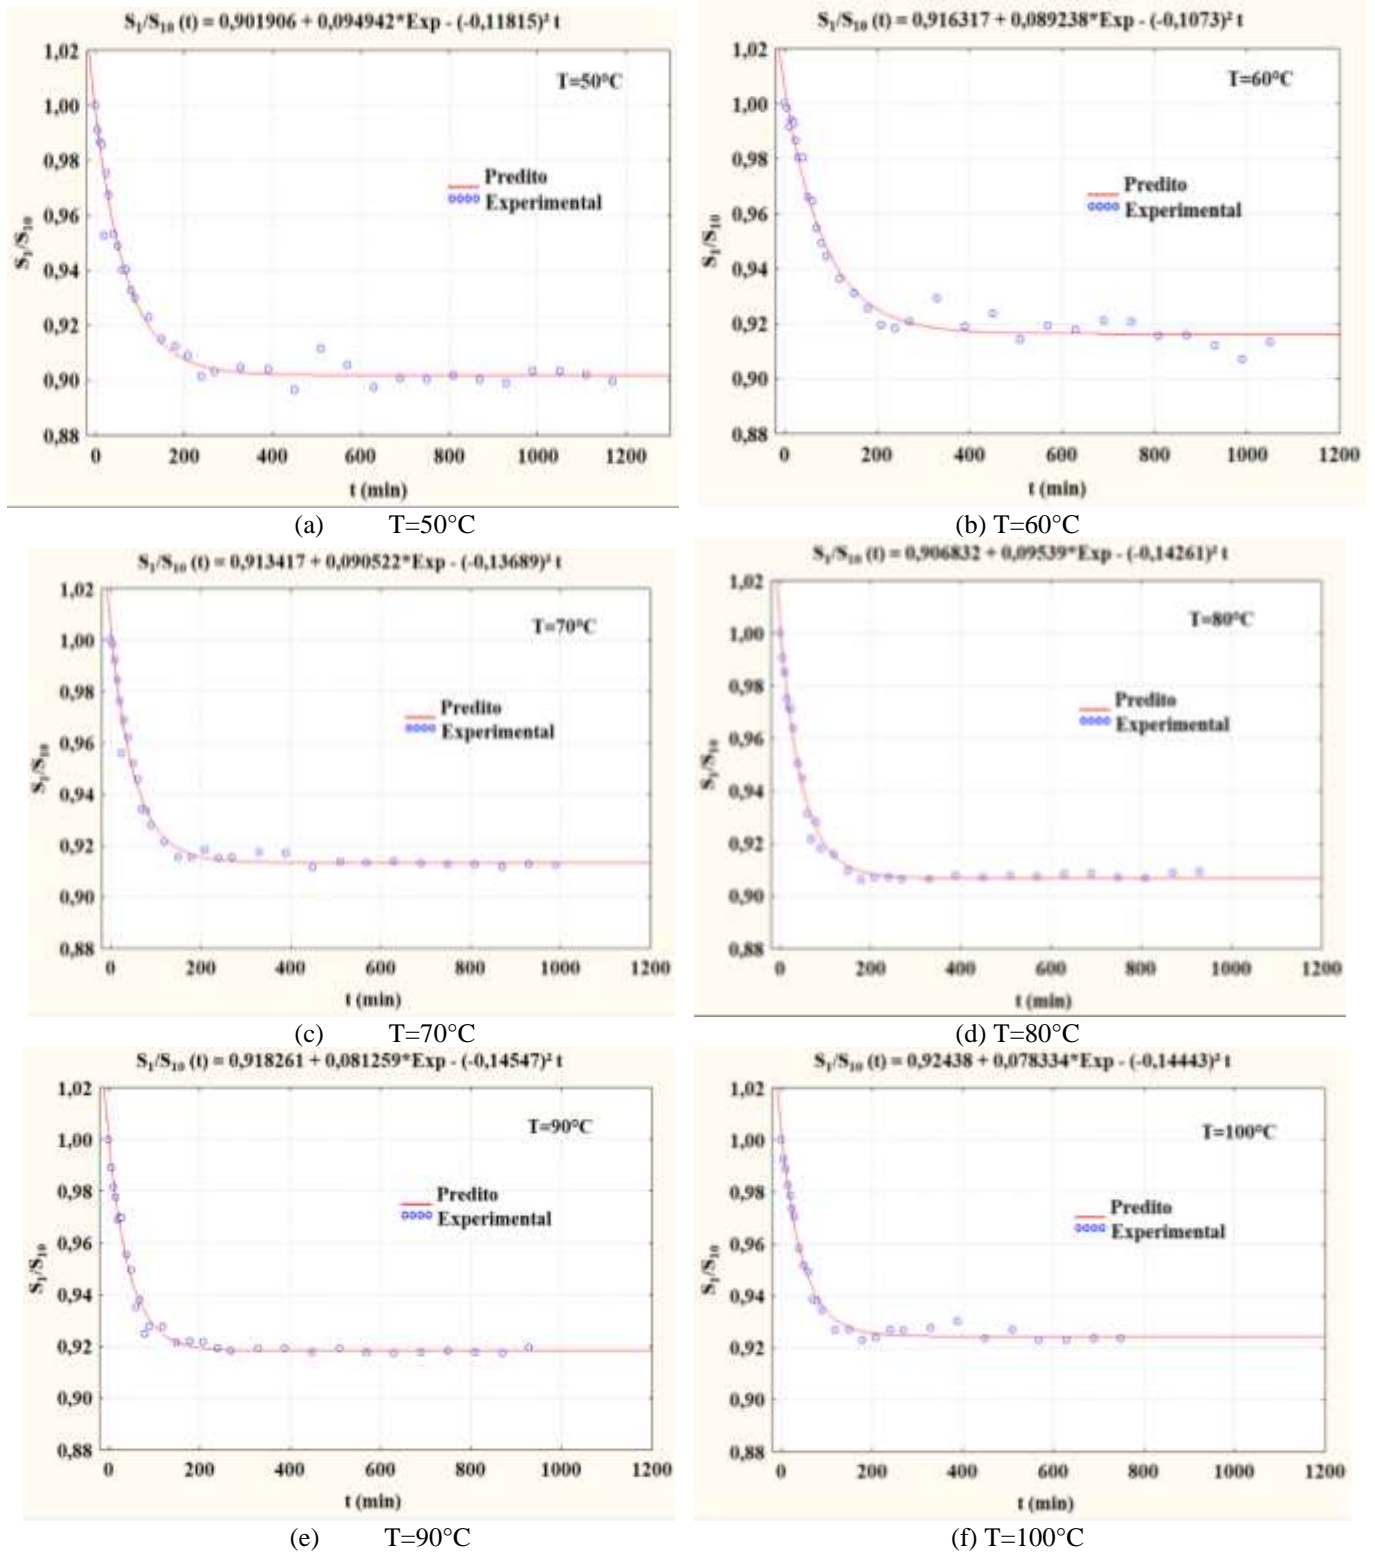 S₁/S₁₀ (t) = 0,901906 + 0,094942*Exp - (-0,11815)² t
1,02
T=50°C
1,00
0,98
Predito
Experimental
0,96
S₁/S₁₀
0,94
0,92
0,90
0,88
0 200 400 600 800 1000 1200
t (min)
(a) T=50°C
S₁/S₁₀ (t) = 0,916317 + 0,089238*Exp - (-0,1073)² t
1,02
T=60°C
1,00
0,98
Predito
Experimental
0,96
S₁/S₁₀
0,94
0,92
0,90
0,88
0 200 400 600 800 1000 1200
t (min)
(b) T=60°C
S₁/S₁₀ (t) = 0,913417 + 0,090522*Exp - (-0,13689)² t
1,02
T=70°C
1,00
0,98
Predito
Experimental
0,96
S₁/S₁₀
0,94
0,92
0,90
0,88
0 200 400 600 800 1000 1200
t (min)
(c) T=70°C
S₁/S₁₀ (t) = 0,906832 + 0,09539*Exp - (-0,14261)² t
1,02
T=80°C
1,00
0,98
Predito
Experimental
0,96
S₁/S₁₀
0,94
0,92
0,90
0,88
0 200 400 600 800 1000 1200
t (min)
(d) T=80°C
S₁/S₁₀ (t) = 0,918261 + 0,081259*Exp - (-0,14547)² t
1,02
T=90°C
1,00
0,98
Predito
Experimental
0,96
S₁/S₁₀
0,94
0,92
0,90
0,88
0 200 400 600 800 1000 1200
t (min)
(e) T=90°C
S₁/S₁₀ (t) = 0,92438 + 0,078334*Exp - (-0,14443)² t
1,02
T=100°C
1,00
0,98
Predito
Experimental
0,96
S₁/S₁₀
0,94
0,92
0,90
0,88
0 200 400 600 800 1000 1200
t (min)
(f) T=100°C